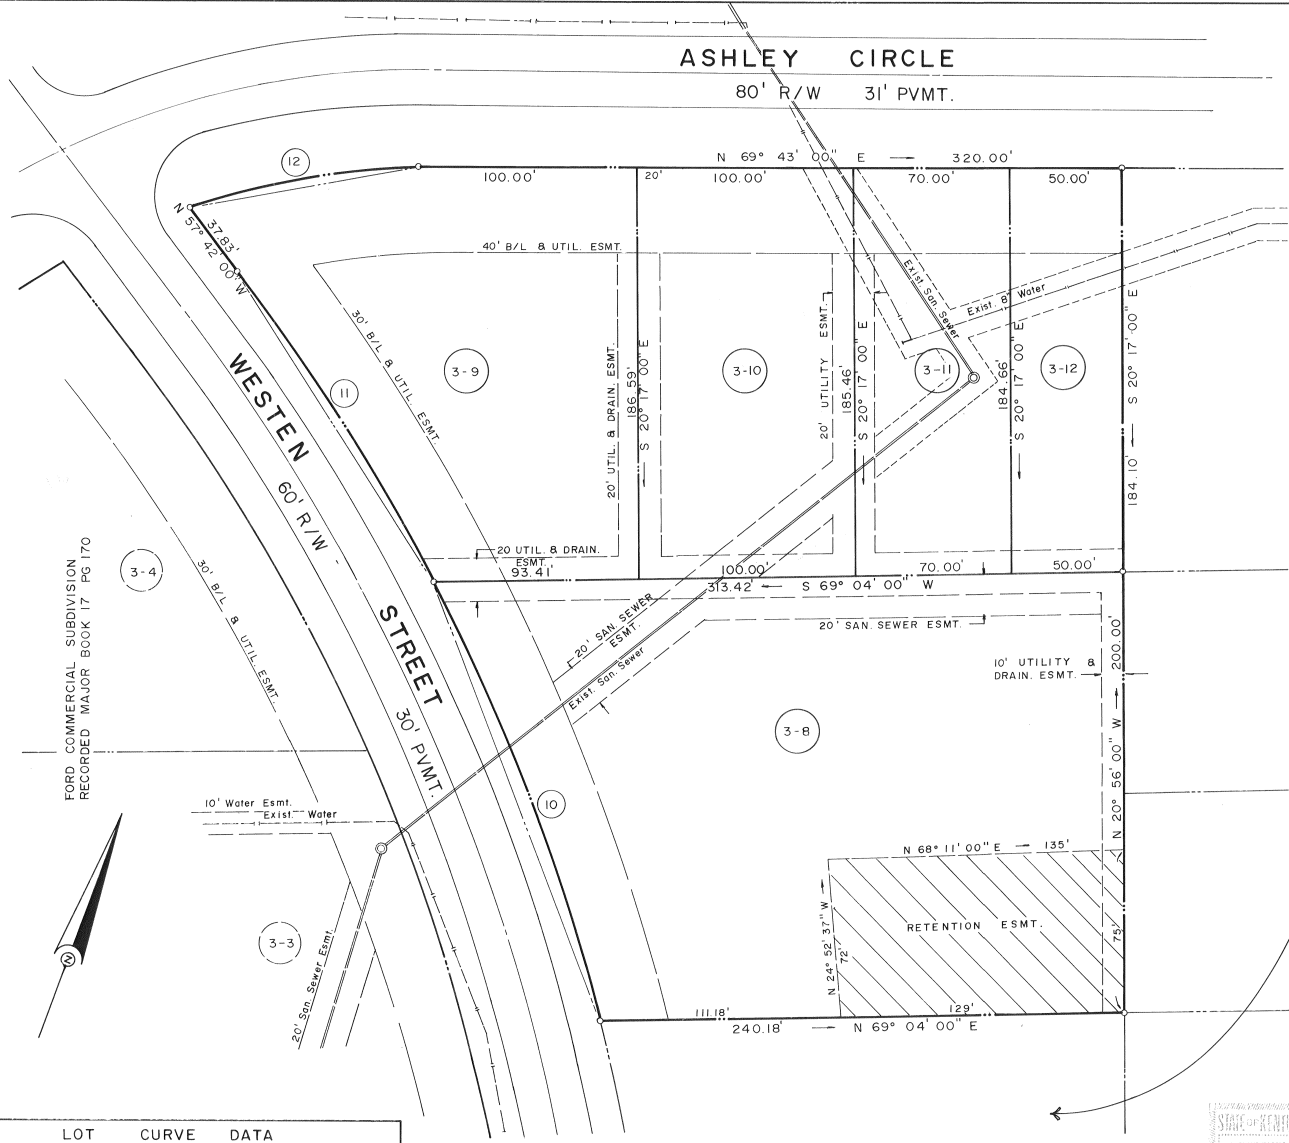 ASHLEY CIRCLE
80' R/W 31' PVMT.
12
N 69° 43' 00" E 320.00'
100.00' 20' 100.00' 70.00' 50.00'
N 57° 42' 00" W
37.83'
40' B/L & UTIL. ESMT.
Exist. San. Sewer
Exist. 8" Water
30' B/L & UTIL. ESMT.
20' UTIL. & DRAIN. ESMT.
186.59'
S 20° 17' 00" E
20' UTILITY ESMT.
185.46'
S 20° 17' 00" E
184.66'
S 20° 17' 00" E
184.10' S 20° 17' 00" E
3-9
3-10
3-11
3-12
11
WESTEN
60' R/W
STREET
30' PVMT.
FORD COMMERCIAL SUBDIVISION
RECORDED MAJOR BOOK 17 PG 170
3-4
30' B/L & UTIL. ESMT.
20 UTIL. & DRAIN.
ESMT.
93.41' 100.00' 70.00' 50.00'
313.42' S 69° 04' 00" W
20' SAN. SEWER
ESMT.
Exist. San. Sewer
20' SAN. SEWER ESMT.
10' UTILITY &
DRAIN. ESMT.
N 20° 56' 00" W 200.00'
3-8
10
10' Water Esmt.
Exist. Water
3-3
20' San. Sewer Esmt.
N
N 68° 11' 00" E 135'
RETENTION ESMT.
N 24° 52' 37" W
72'
75'
111.18' 129'
240.18' N 69° 04' 00" E
LOT CURVE DATA